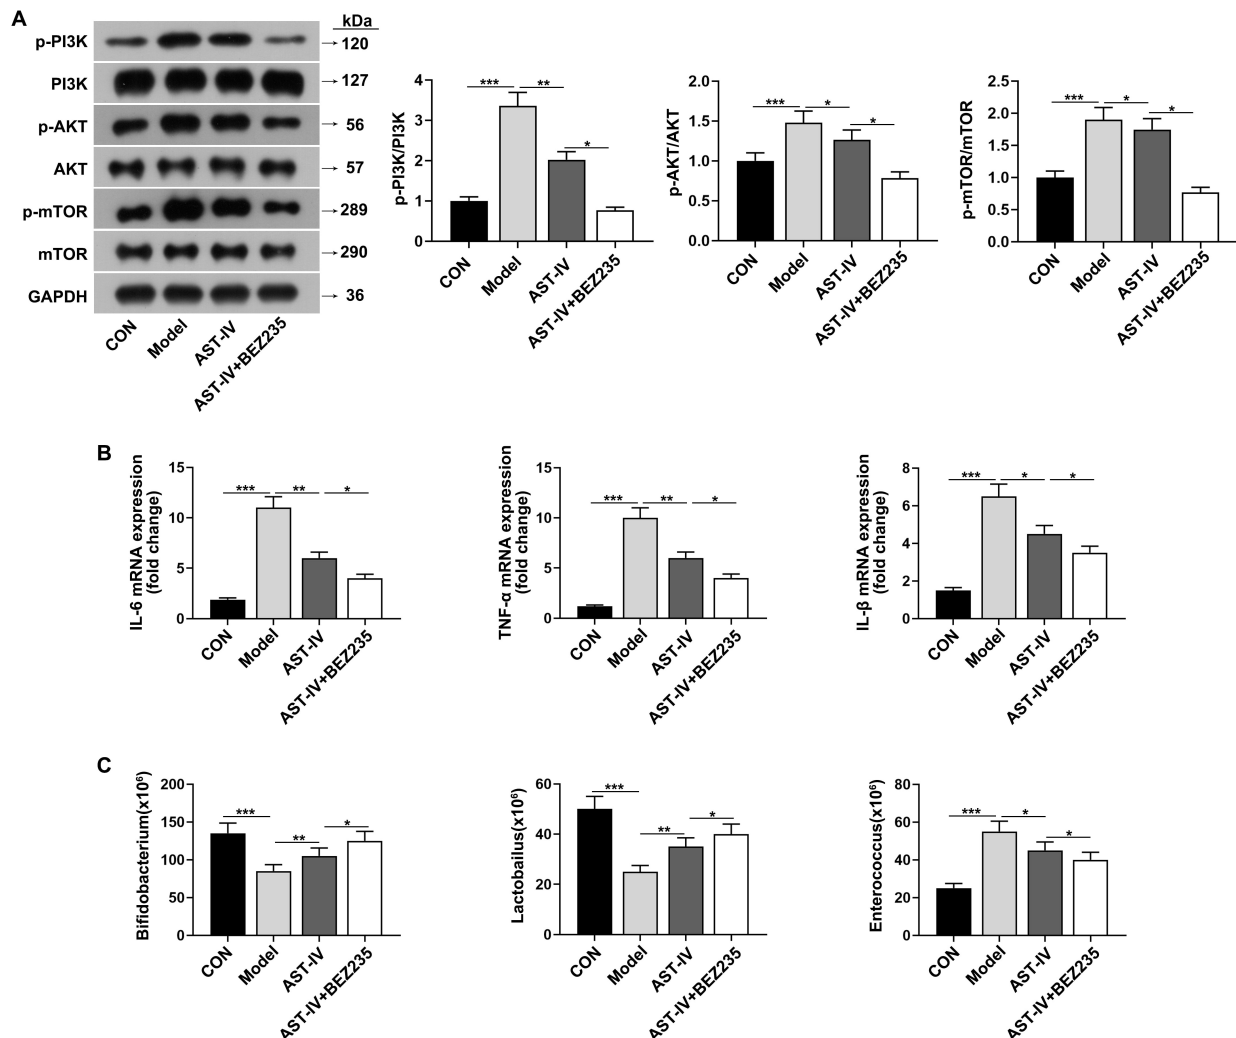 A
kDa
p-PI3K
120
PI3K
127
p-AKT
56
AKT
57
p-mTOR
289
mTOR
290
GAPDH
36
CON
Model
AST-IV
AST-IV+BEZ235
p-PI3K/PI3K
4
3
2
1
0
***
**
*
CON
Model
AST-IV
AST-IV+BEZ235
p-AKT/AKT
2.0
1.5
1.0
0.5
0.0
***
*
*
CON
Model
AST-IV
AST-IV+BEZ235
p-mTOR/mTOR
2.5
2.0
1.5
1.0
0.5
0.0
***
*
*
CON
Model
AST-IV
AST-IV+BEZ235
B
IL-6 mRNA expression
(fold change)
15
10
5
0
***
**
*
CON
Model
AST-IV
AST-IV+BEZ235
TNF-α mRNA expression
(fold change)
15
10
5
0
***
**
*
CON
Model
AST-IV
AST-IV+BEZ235
IL-β mRNA expression
(fold change)
8
6
4
2
0
***
*
*
CON
Model
AST-IV
AST-IV+BEZ235
C
Bifidobacterium(x10⁶)
200
150
100
50
0
***
**
*
CON
Model
AST-IV
AST-IV+BEZ235
Lactobailus(x10⁶)
60
40
20
0
***
**
*
CON
Model
AST-IV
AST-IV+BEZ235
Enterococcus(x10⁶)
80
60
40
20
0
***
*
*
CON
Model
AST-IV
AST-IV+BEZ235